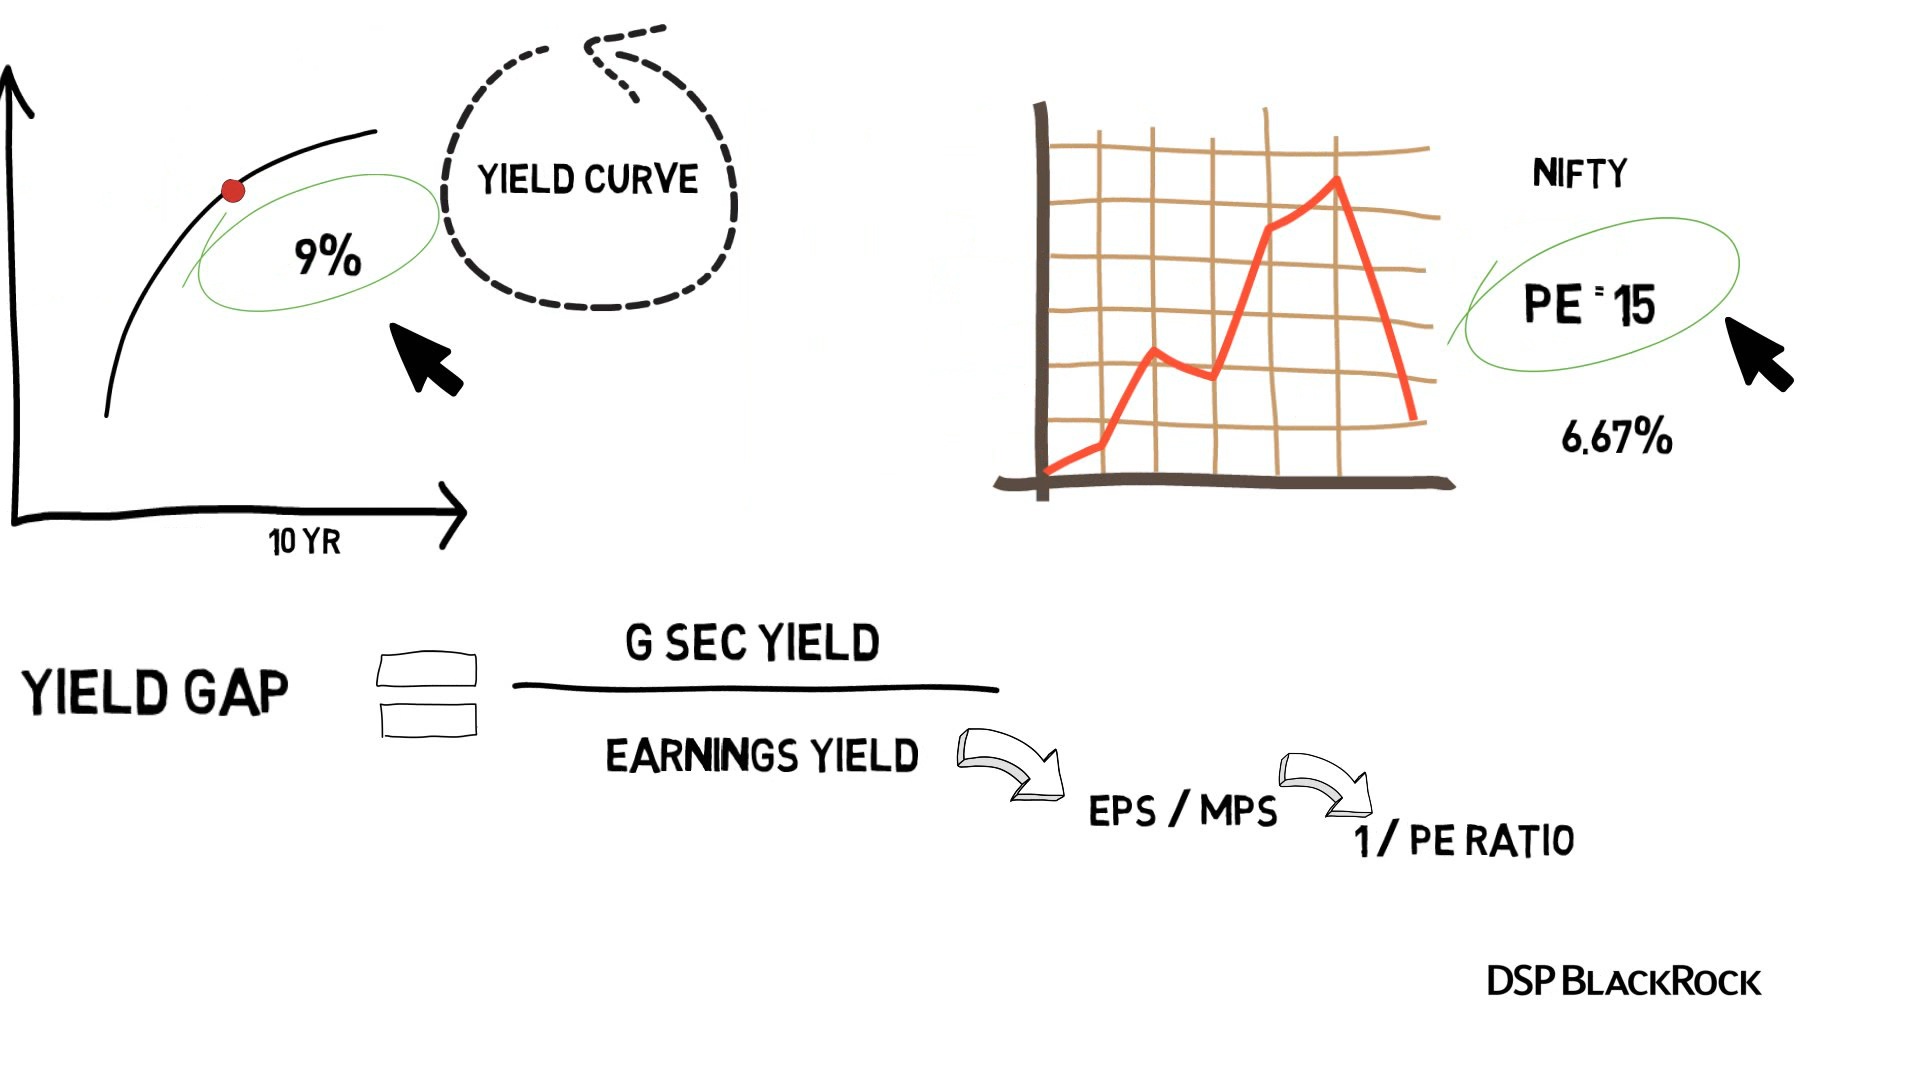 YIELD CURVE
9%
10 YR
NIFTY
PE = 15
6.67%
YIELD GAP
G SEC YIELD
EARNINGS YIELD
EPS / MPS
1 / PE RATIO
DSP BLACKROCK